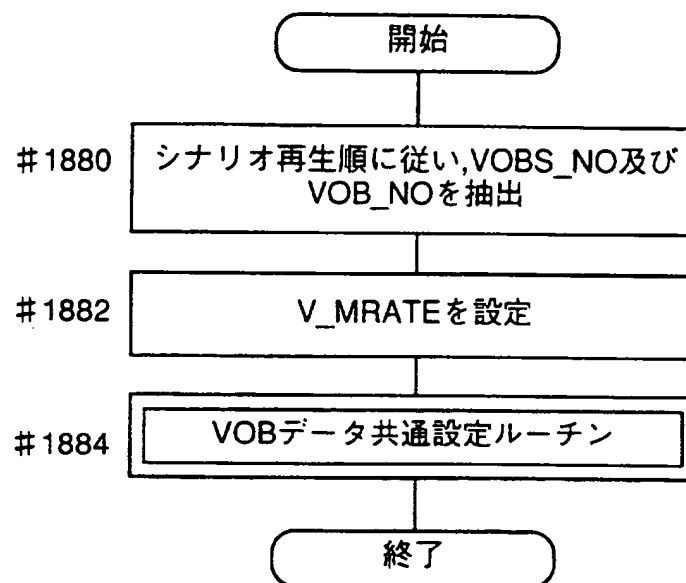 開始
#1880
シナリオ再生順に従い,VOBS_NO及び
VOB_NOを抽出
#1882
V_MRATEを設定
#1884
VOBデータ共通設定ルーチン
終了